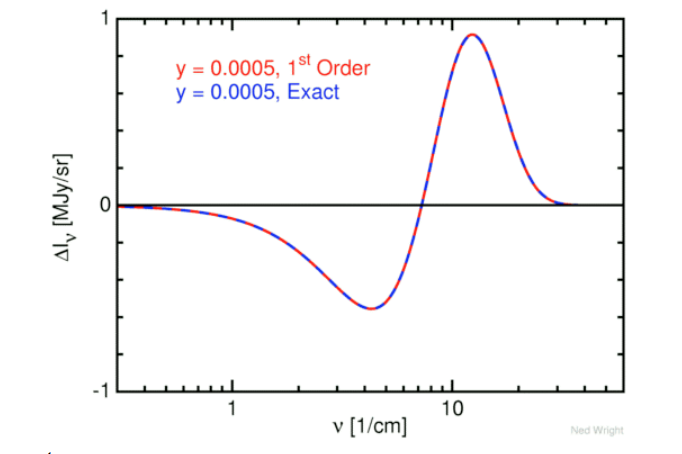 1
y = 0.0005, 1st Order
y = 0.0005, Exact
0
ΔIν [MJy/sr]
-1
1
10
ν [1/cm]
Ned Wright